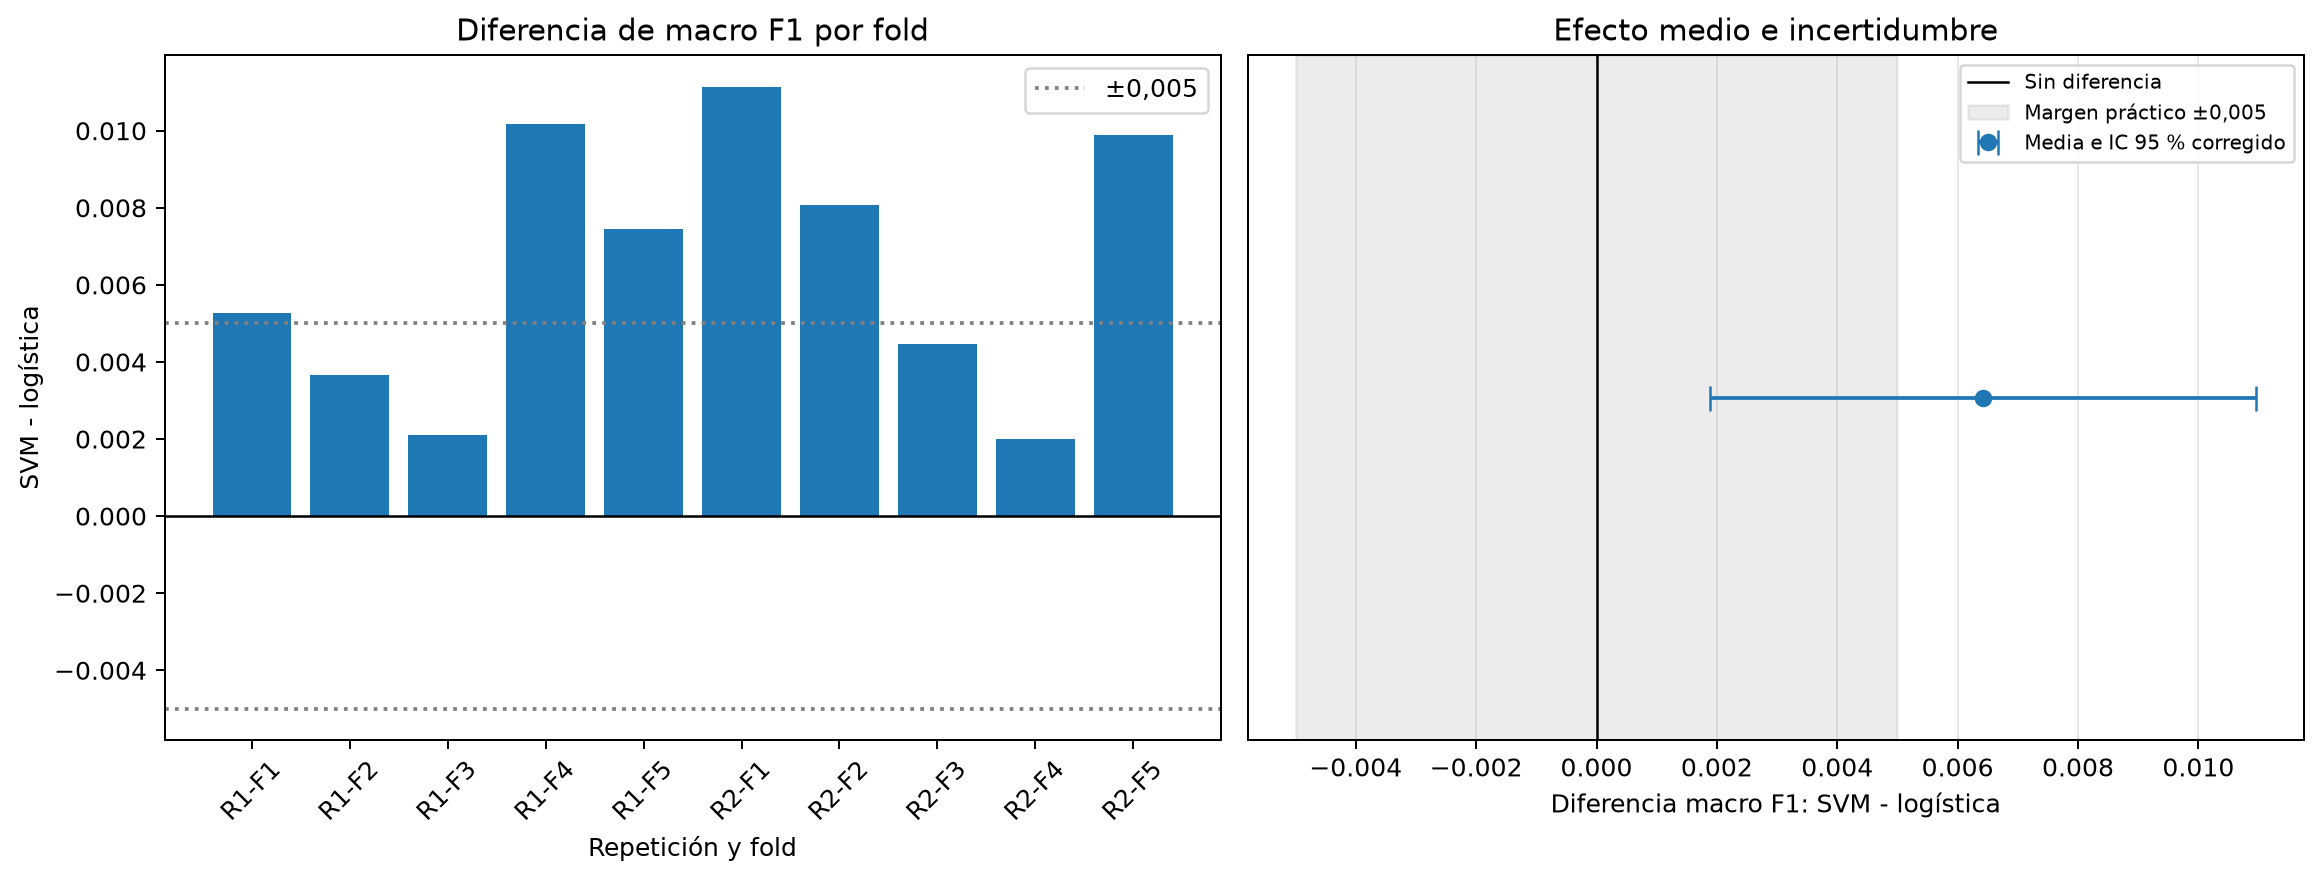 Diferencia de macro F1 por fold
±0,005
0.010
0.008
0.006
0.004
0.002
0.000
−0.002
−0.004
SVM - logística
R1-F1
R1-F2
R1-F3
R1-F4
R1-F5
R2-F1
R2-F2
R2-F3
R2-F4
R2-F5
Repetición y fold
Efecto medio e incertidumbre
Sin diferencia
Margen práctico ±0,005
Media e IC 95 % corregido
−0.004 −0.002 0.000 0.002 0.004 0.006 0.008 0.010
Diferencia macro F1: SVM - logística